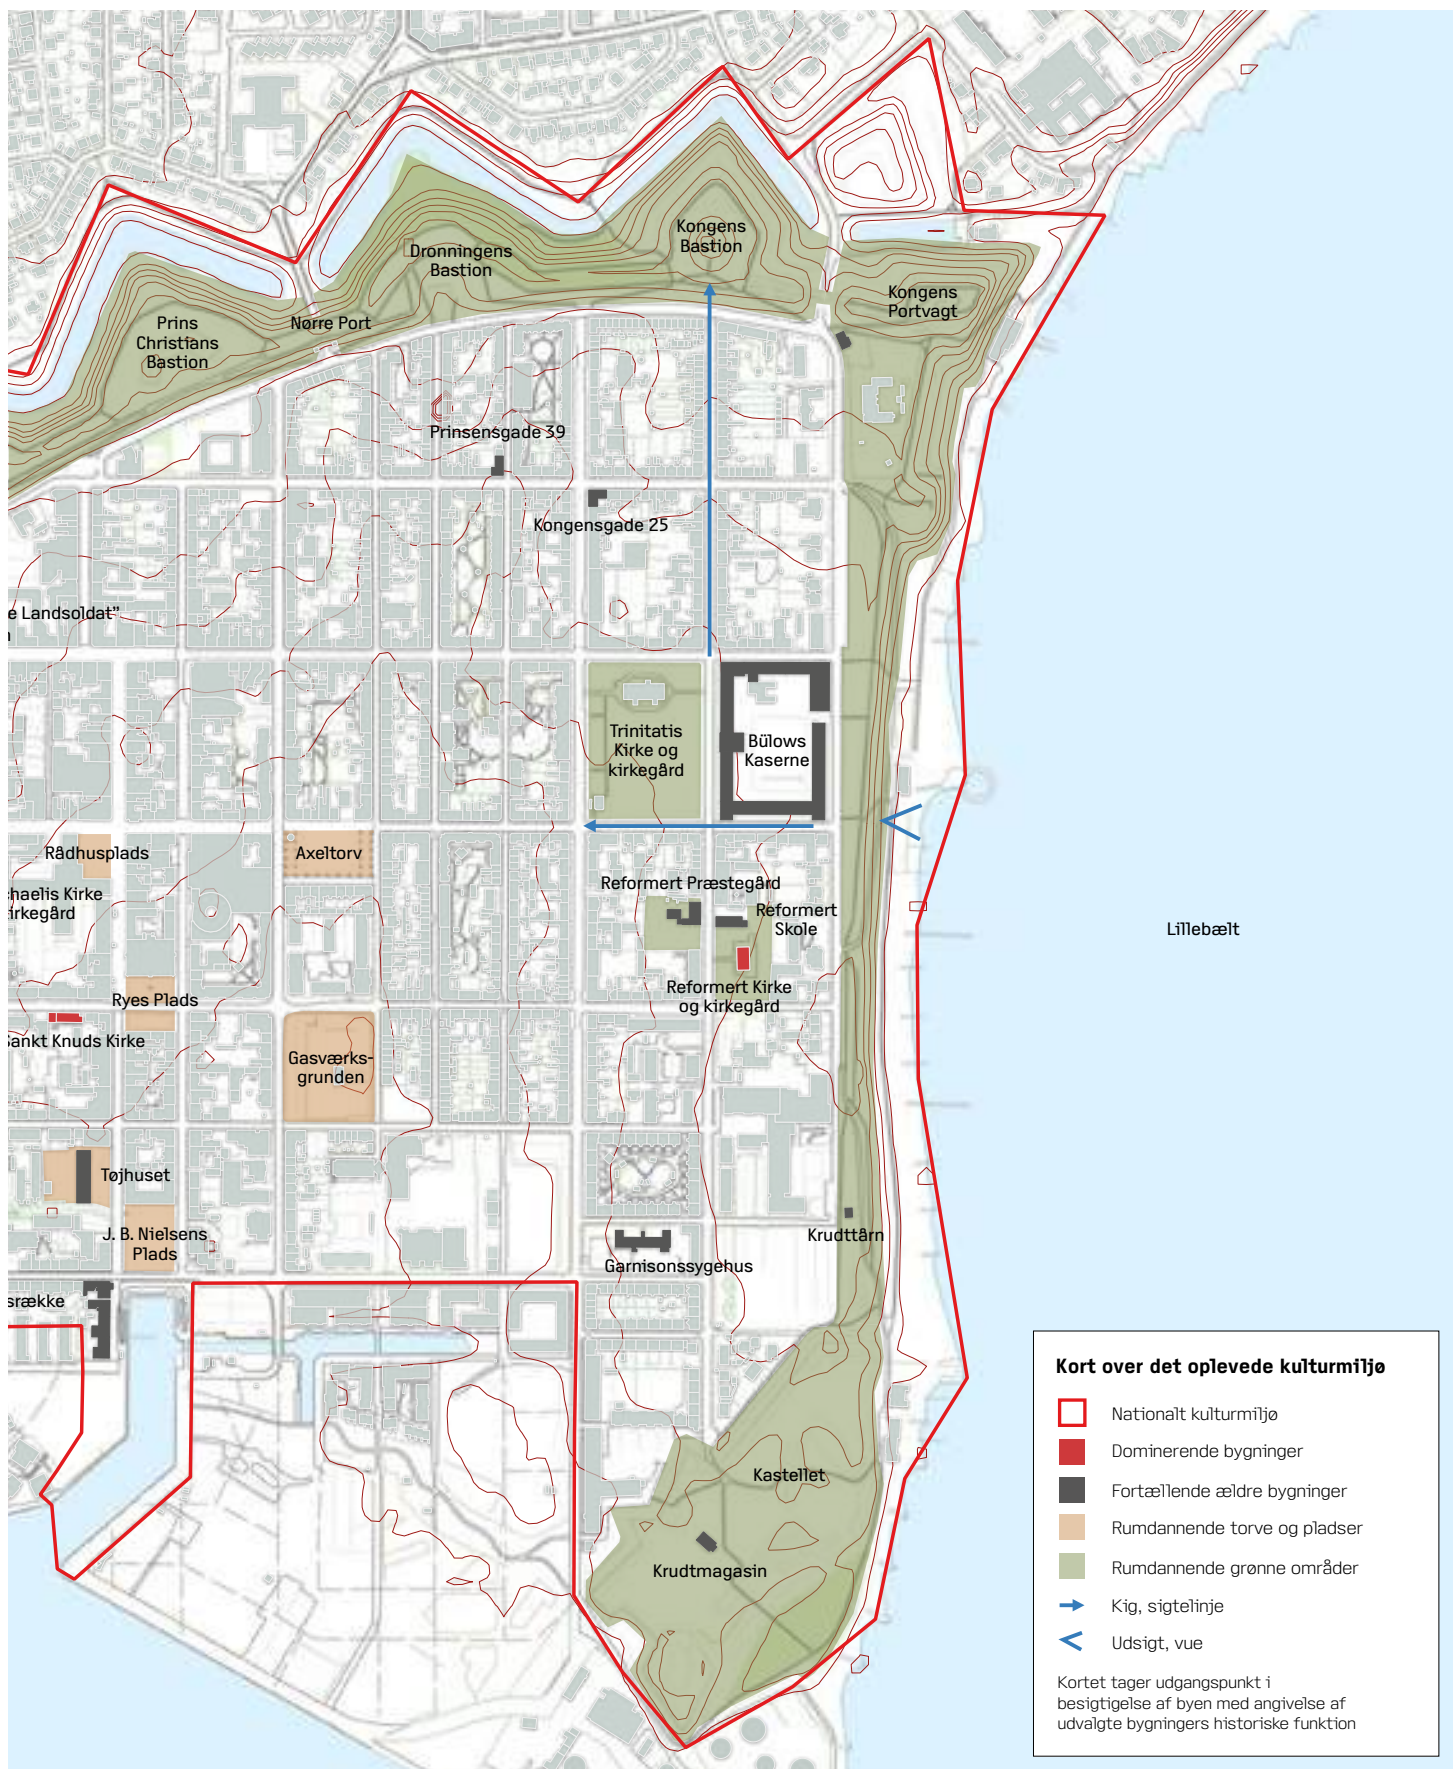 Kongens
Bastion
Dronningens
Bastion
Kongens
Portvagt
Nørre Port
Prins
Christians
Bastion
Prinsensgade 39
Kongensgade 25
e Landsoldat”
Trinitatis
Kirke og
kirkegård
Bülows
Kaserne
Rådhusplads
Axeltorv
Reformert Præstegård
chaelis Kirke
kirkegård
Reformert
Skole
Lillebælt
Reformert Kirke
og kirkegård
Ryes Plads
Sankt Knuds Kirke
Gasværks-
grunden
Tøjhuset
J. B. Nielsens
Plads
Krudttårn
Garnisonssygehus
srække
Kastellet
Krudtmagasin
Kort over det oplevede kulturmiljø
Nationalt kulturmiljø
Dominerende bygninger
Fortællende ældre bygninger
Rumdannende torve og pladser
Rumdannende grønne områder
Kig, sigtelinje
Udsigt, vue
Kortet tager udgangspunkt i
besigtigelse af byen med angivelse af
udvalgte bygningers historiske funktion